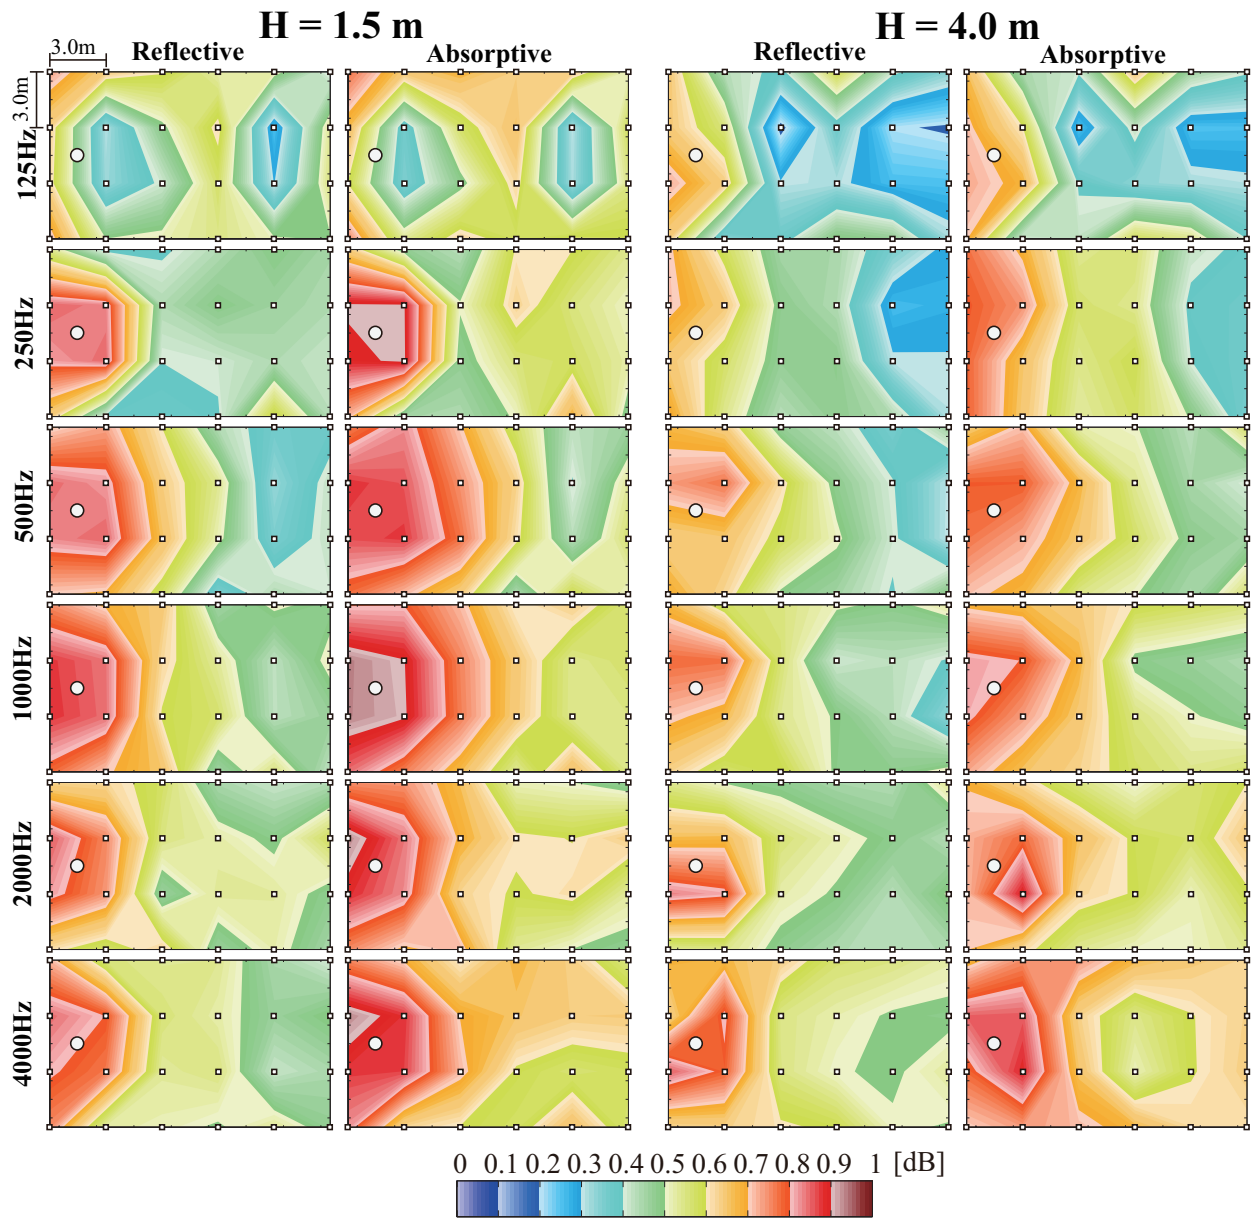 H = 1.5 m
H = 4.0 m
Reflective
Absorptive
Reflective
Absorptive
3.0m
3.0m
125Hz
250Hz
500Hz
1000Hz
2000Hz
4000Hz
0 0.1 0.2 0.3 0.4 0.5 0.6 0.7 0.8 0.9 1 [dB]